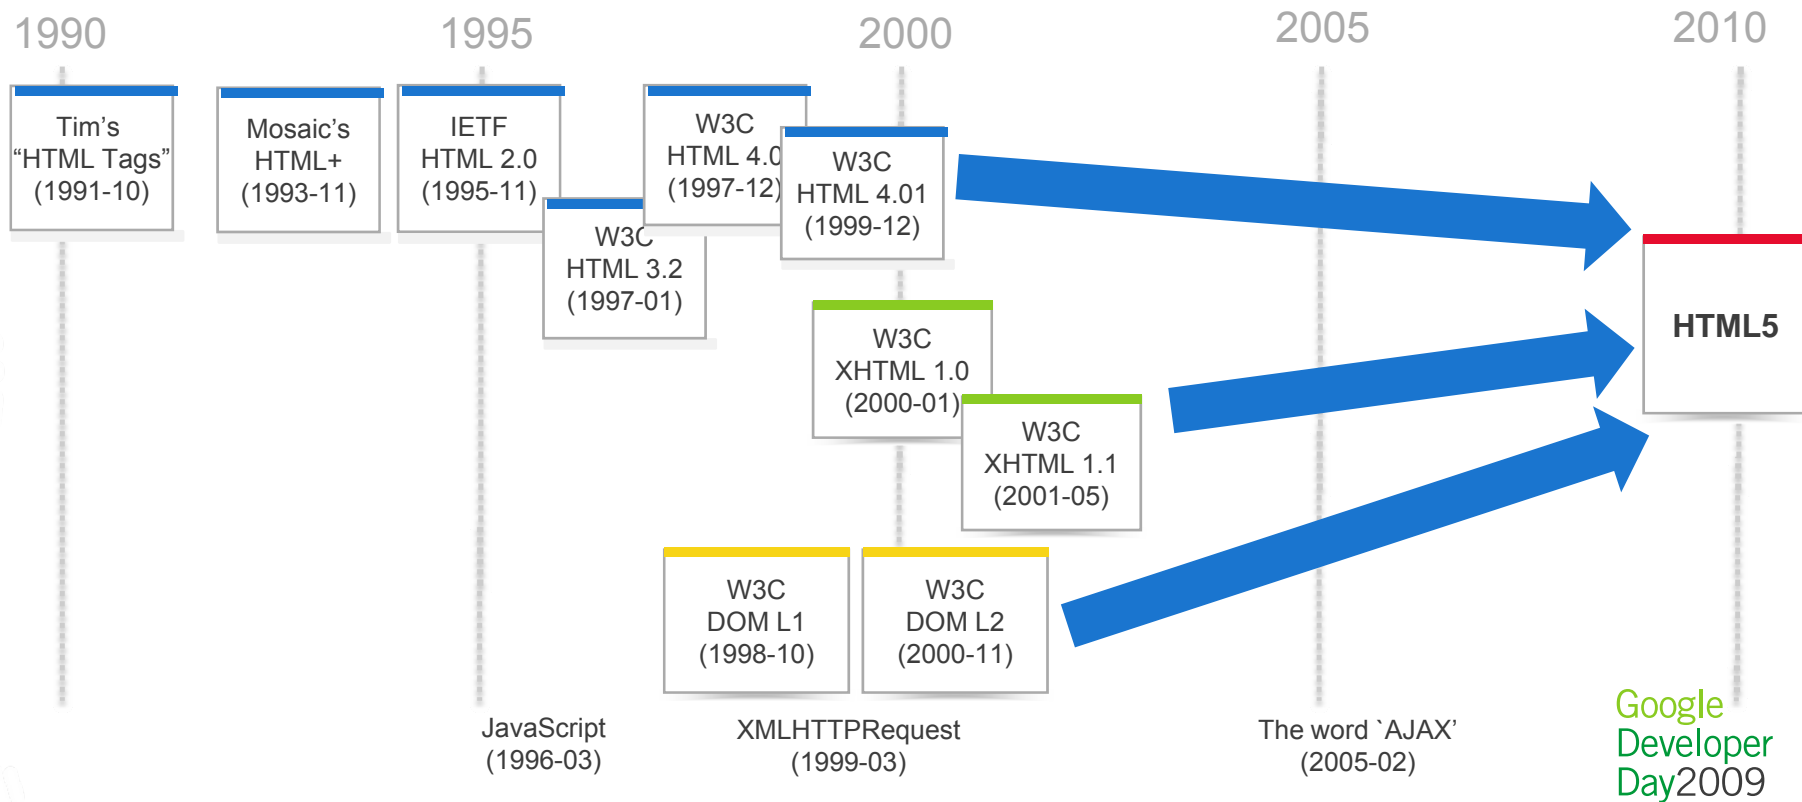 1990
1995
2000
2005
2010
Tim’s
“HTML Tags”
(1991-10)
Mosaic’s
HTML+
(1993-11)
IETF
HTML 2.0
(1995-11)
W3C
HTML 3.2
(1997-01)
W3C
HTML 4.0
(1997-12)
W3C
HTML 4.01
(1999-12)
W3C
XHTML 1.0
(2000-01)
W3C
XHTML 1.1
(2001-05)
W3C
DOM L1
(1998-10)
W3C
DOM L2
(2000-11)
HTML5
JavaScript
(1996-03)
XMLHTTPRequest
(1999-03)
The word `AJAX’
(2005-02)
Google
Developer
Day2009